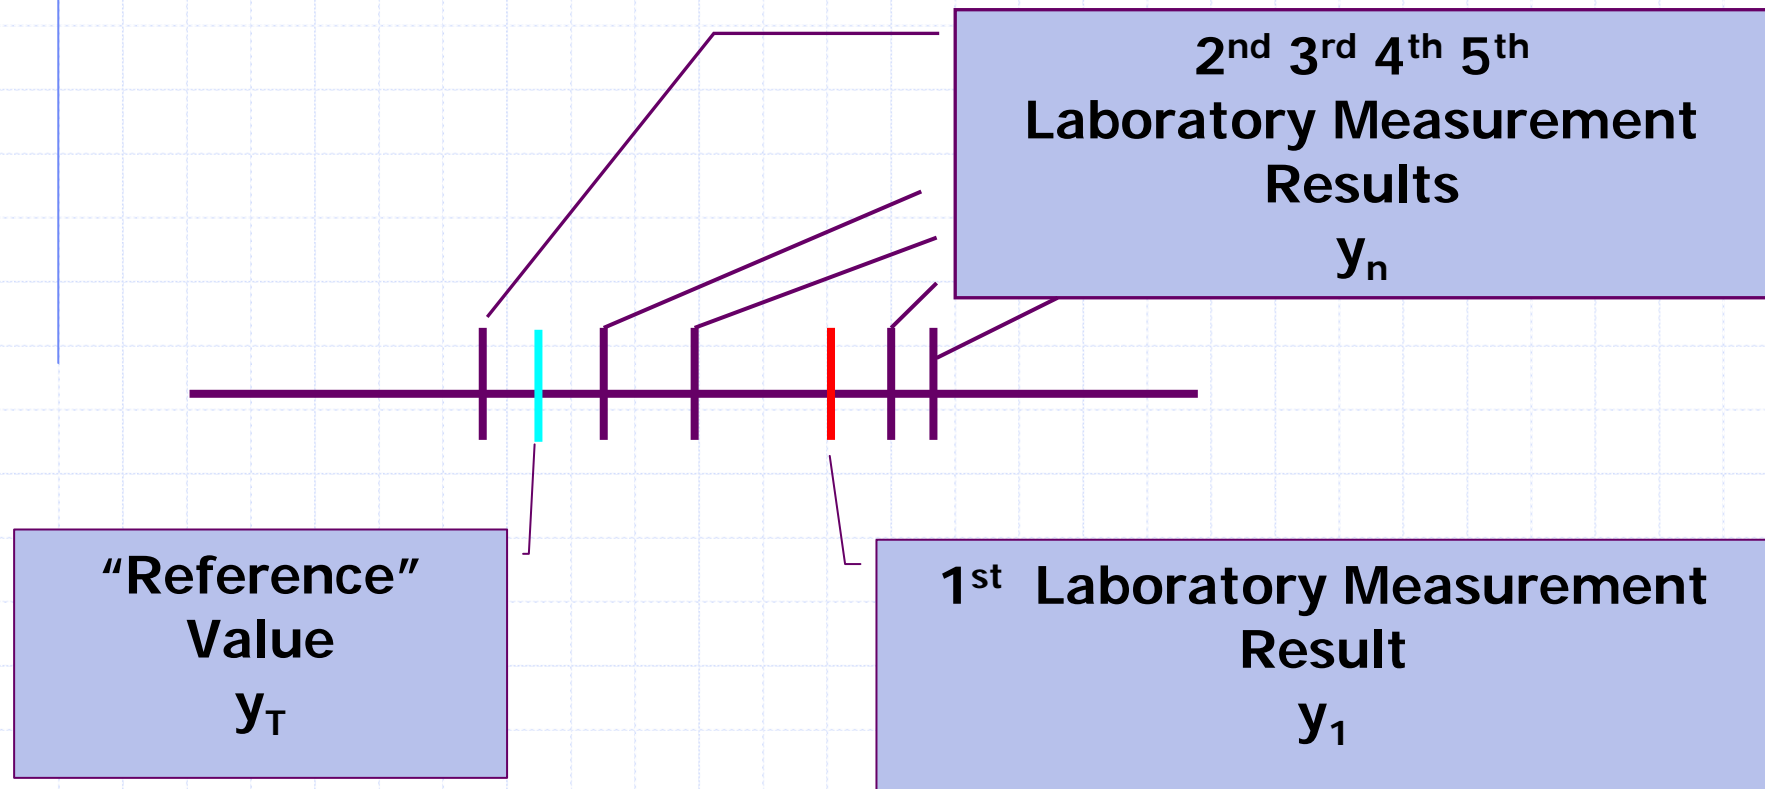 2nd 3rd 4th 5th
Laboratory Measurement
Results
yn
“Reference”
Value
yT
1st Laboratory Measurement
Result
y1